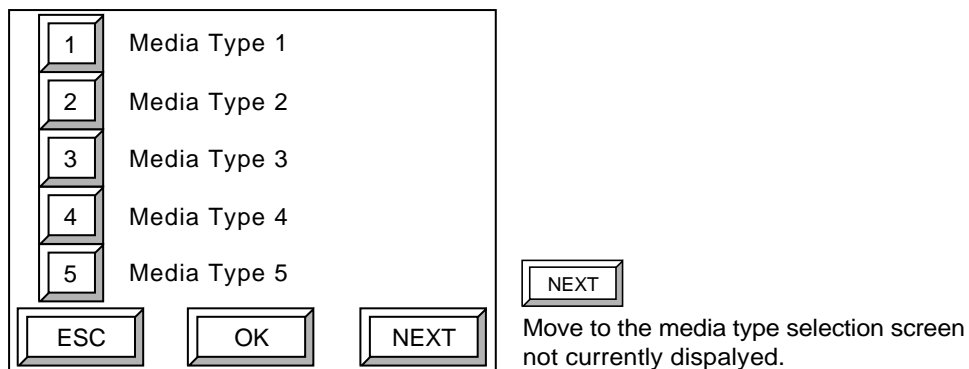 1 Media Type 1
2 Media Type 2
3 Media Type 3
4 Media Type 4
5 Media Type 5
ESC OK NEXT
NEXT
Move to the media type selection screen
not currently dispalyed.